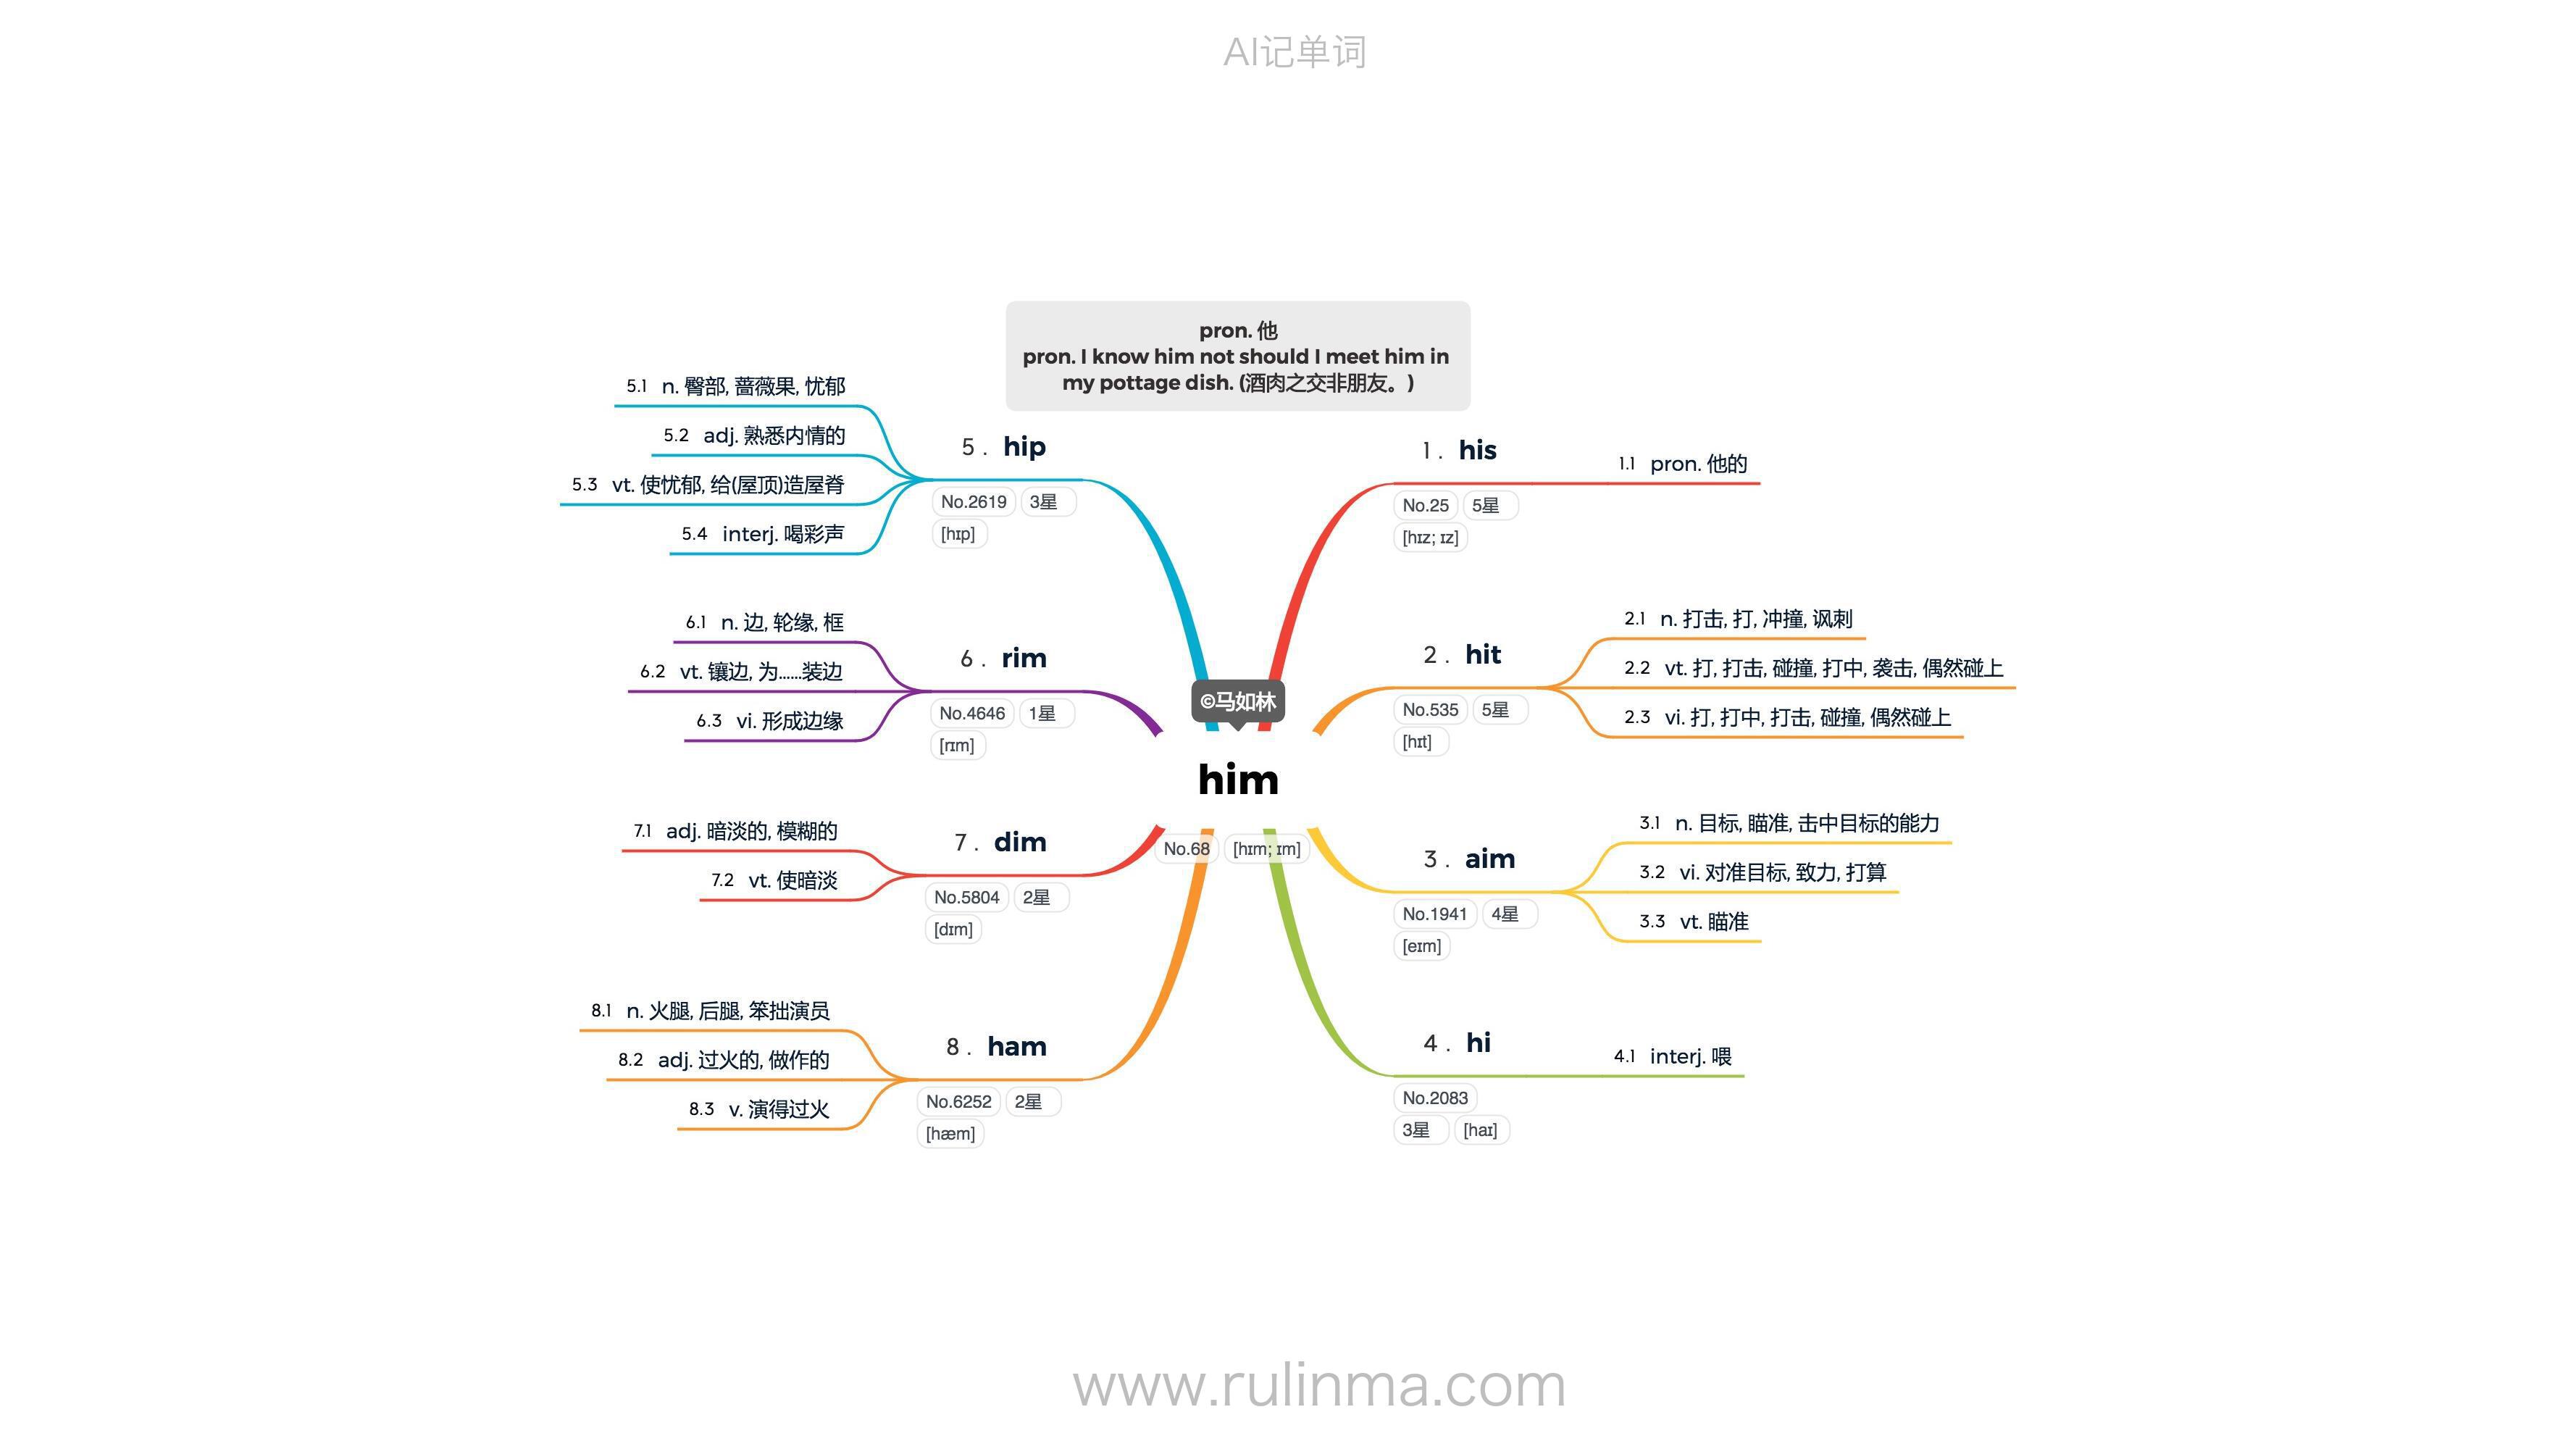 AI记单词
pron. 他
pron. I know him not should I meet him in
my pottage dish. (酒肉之交非朋友。)
©马如林
him
No.68 [hɪm; ɪm]
1 . his
No.25 5星
[hɪz; ɪz]
1.1 pron. 他的
2 . hit
No.535 5星
[hɪt]
2.1 n. 打击, 打, 冲撞, 讽刺
2.2 vt. 打, 打击, 碰撞, 打中, 袭击, 偶然碰上
2.3 vi. 打, 打中, 打击, 碰撞, 偶然碰上
3 . aim
No.1941 4星
[eɪm]
3.1 n. 目标, 瞄准, 击中目标的能力
3.2 vi. 对准目标, 致力, 打算
3.3 vt. 瞄准
4 . hi
No.2083
3星 [haɪ]
4.1 interj. 喂
5 . hip
No.2619 3星
[hɪp]
5.1 n. 臀部, 蔷薇果, 忧郁
5.2 adj. 熟悉内情的
5.3 vt. 使忧郁, 给(屋顶)造屋脊
5.4 interj. 喝彩声
6 . rim
No.4646 1星
[rɪm]
6.1 n. 边, 轮缘, 框
6.2 vt. 镶边, 为......装边
6.3 vi. 形成边缘
7 . dim
No.5804 2星
[dɪm]
7.1 adj. 暗淡的, 模糊的
7.2 vt. 使暗淡
8 . ham
No.6252 2星
[hæm]
8.1 n. 火腿, 后腿, 笨拙演员
8.2 adj. 过火的, 做作的
8.3 v. 演得过火
www.rulinma.com